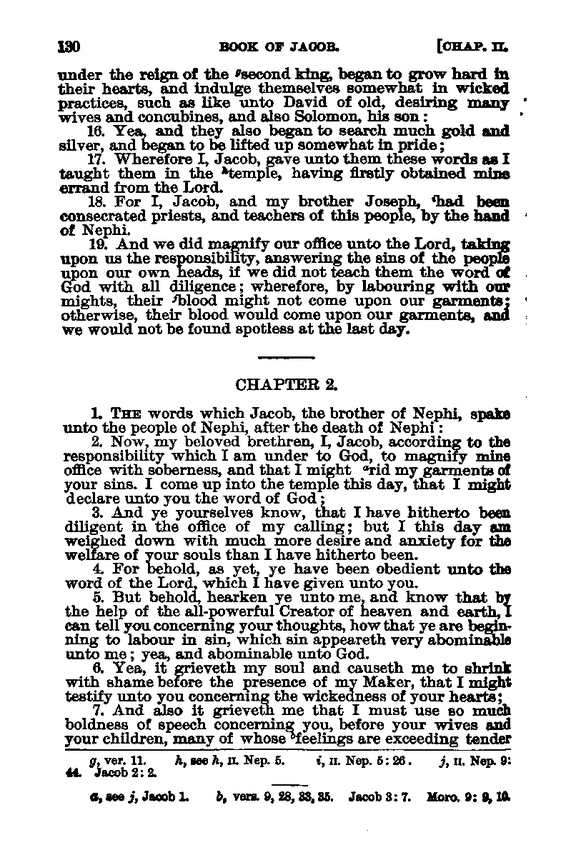 130 BOOK OF JACOB. [CHAP. II.
under the reign of the ᵍsecond king, began to grow hard in
their hearts, and indulge themselves somewhat in wicked
practices, such as like unto David of old, desiring many
wives and concubines, and also Solomon, his son :
16. Yea, and they also began to search much gold and
silver, and began to be lifted up somewhat in pride ;
17. Wherefore I, Jacob, gave unto them these words as I
taught them in the ʰtemple, having firstly obtained mine
errand from the Lord.
18. For I, Jacob, and my brother Joseph, ⁱhad been
consecrated priests, and teachers of this people, by the hand
of Nephi.
19. And we did magnify our office unto the Lord, taking
upon us the responsibility, answering the sins of the people
upon our own heads, if we did not teach them the word of
God with all diligence ; wherefore, by labouring with our
mights, their ʲblood might not come upon our garments ;
otherwise, their blood would come upon our garments, and
we would not be found spotless at the last day.
CHAPTER 2.
1. THE words which Jacob, the brother of Nephi, spake
unto the people of Nephi, after the death of Nephi :
2. Now, my beloved brethren, I, Jacob, according to the
responsibility which I am under to God, to magnify mine
office with soberness, and that I might ᵃrid my garments of
your sins. I come up into the temple this day, that I might
declare unto you the word of God ;
3. And ye yourselves know, that I have hitherto been
diligent in the office of my calling ; but I this day am
weighed down with much more desire and anxiety for the
welfare of your souls than I have hitherto been.
4. For behold, as yet, ye have been obedient unto the
word of the Lord, which I have given unto you.
5. But behold, hearken ye unto me, and know that by
the help of the all-powerful Creator of heaven and earth, I
can tell you concerning your thoughts, how that ye are begin-
ning to labour in sin, which sin appeareth very abominable
unto me ; yea, and abominable unto God.
6. Yea, it grieveth my soul and causeth me to shrink
with shame before the presence of my Maker, that I might
testify unto you concerning the wickedness of your hearts ;
7. And also it grieveth me that I must use so much
boldness of speech concerning you, before your wives and
your children, many of whose ᵇfeelings are exceeding tender
g, ver. 11. h, see h, II. Nep. 5. i, II. Nep. 5 : 26. j, II. Nep. 9:
44. Jacob 2 : 2.
a, see j, Jacob 1. b, vers. 9, 28, 33, 35. Jacob 3 : 7. Moro. 9 : 9, 10.